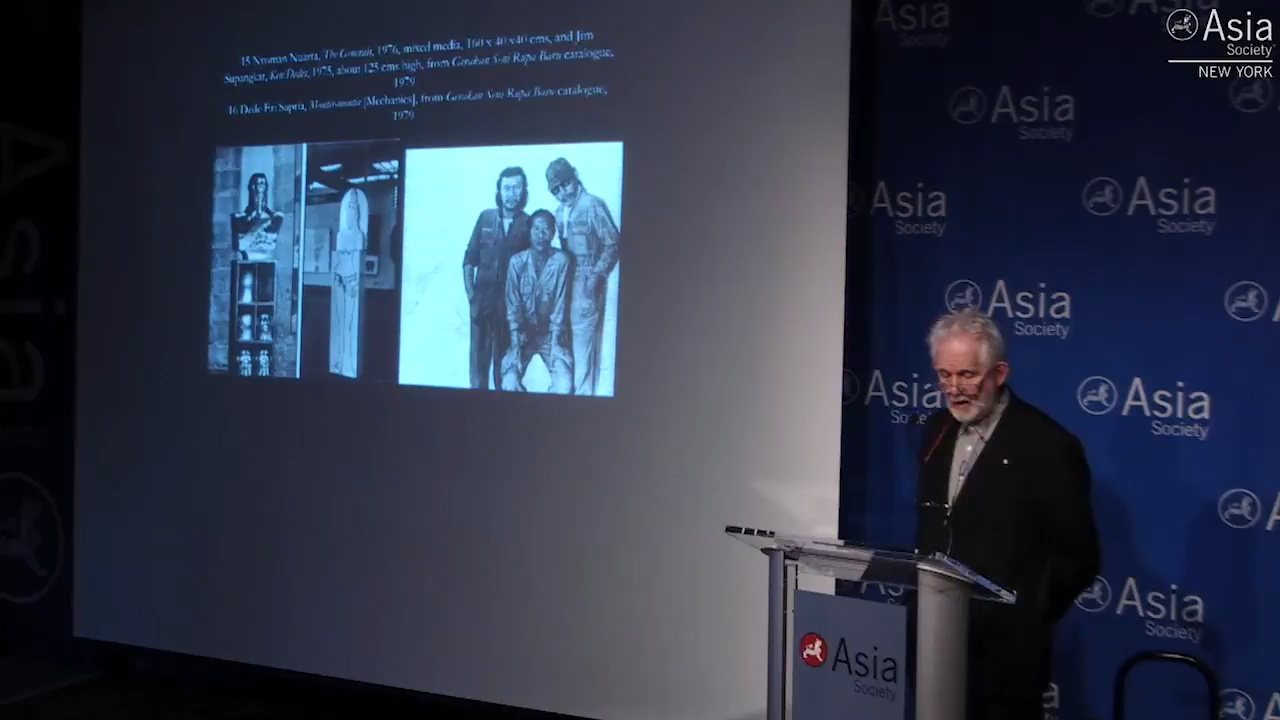 15 Nyoman Nuarta, The Generals, 1976, mixed media, 160 x 40 x40 cms, and Jim
Supangkat, Ken Dedes, 1975, about 125 cms high, from Gerakan Seni Rupa Baru catalogue,
1979
16 Dede Eri Supria, [Mechanics], from Gerakan Seni Rupa Baru catalogue,
1979
Asia
Society
NEW YORK
Asia
Society
Asia
Society
Asia
Society
Asia
Society
Asia
Society
Asia
Society
Asia
Society
Asia
Society
Asia
Society